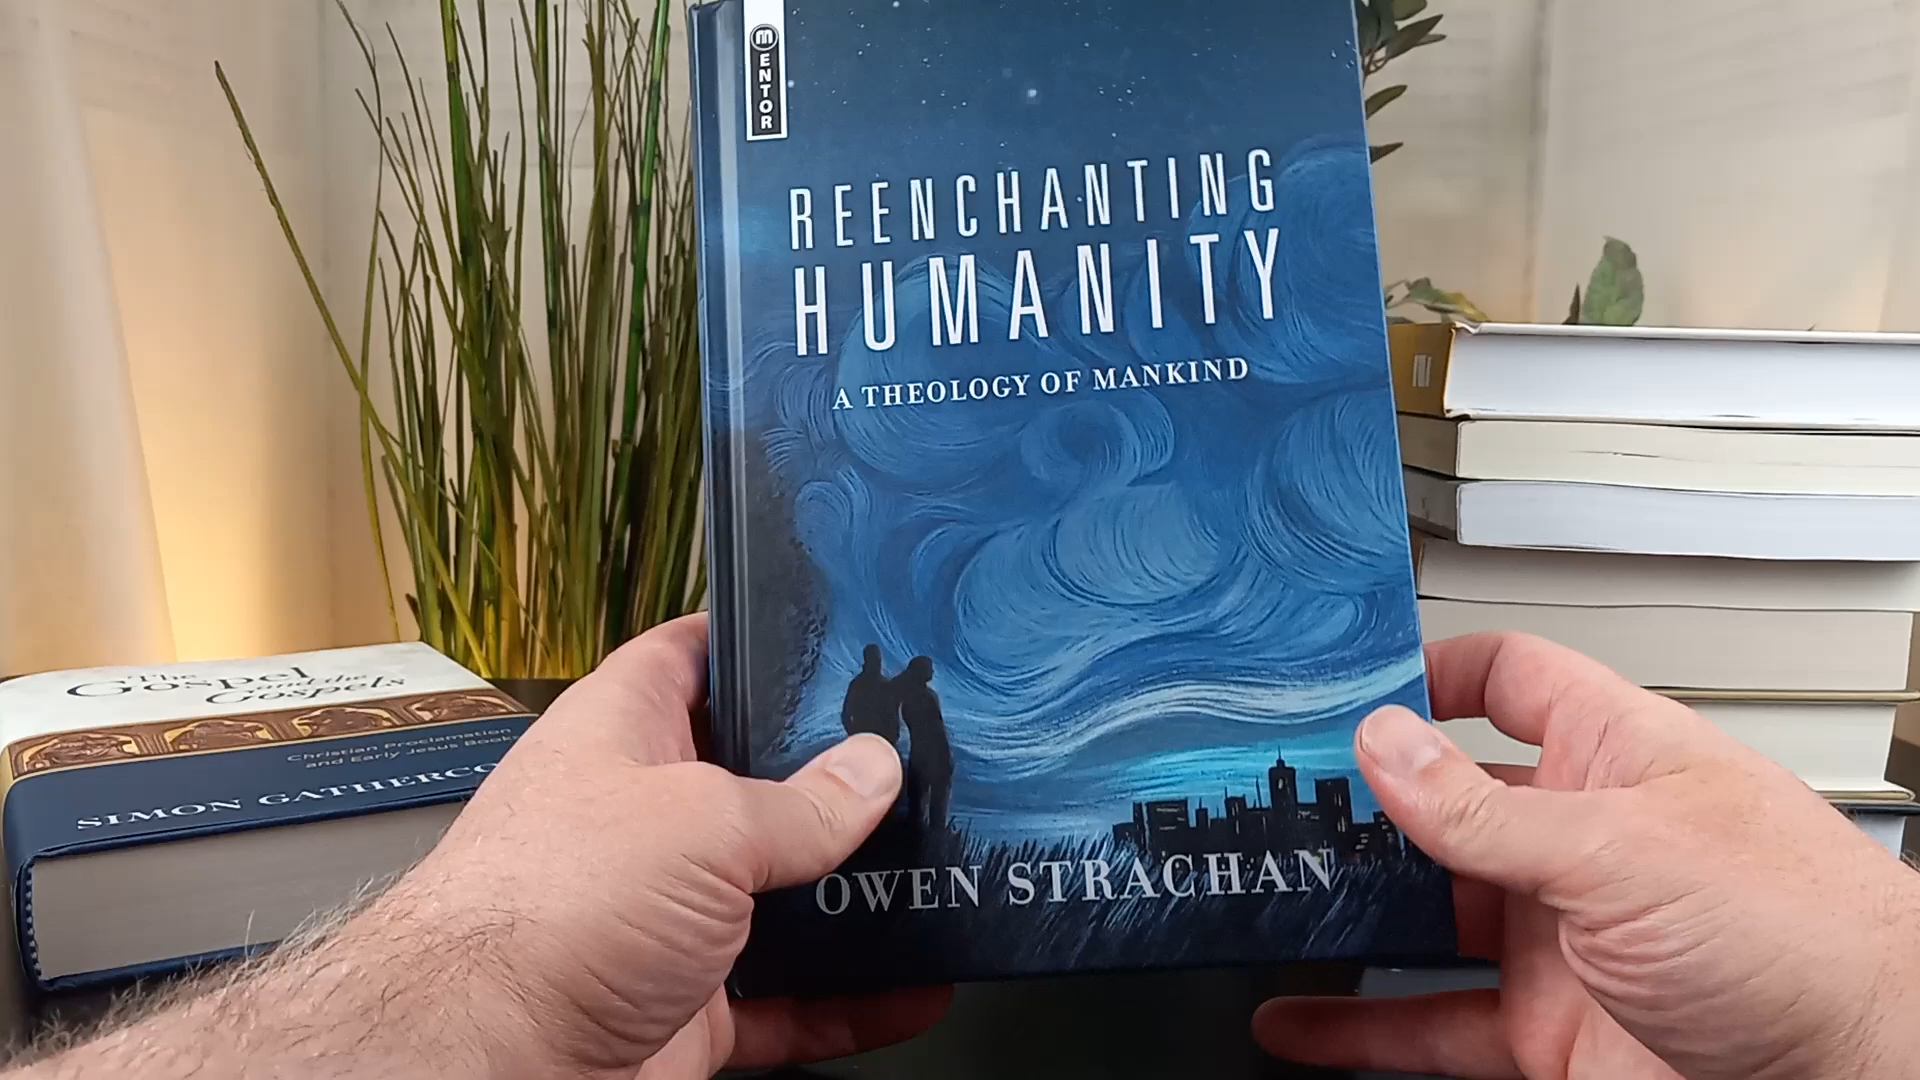 MENTOR
REENCHANTING
HUMANITY
A THEOLOGY OF MANKIND
OWEN STRACHAN
The
Gospel and the
Gospels
Christian Proclamation
and Early Jesus Books
SIMON GATHERCO